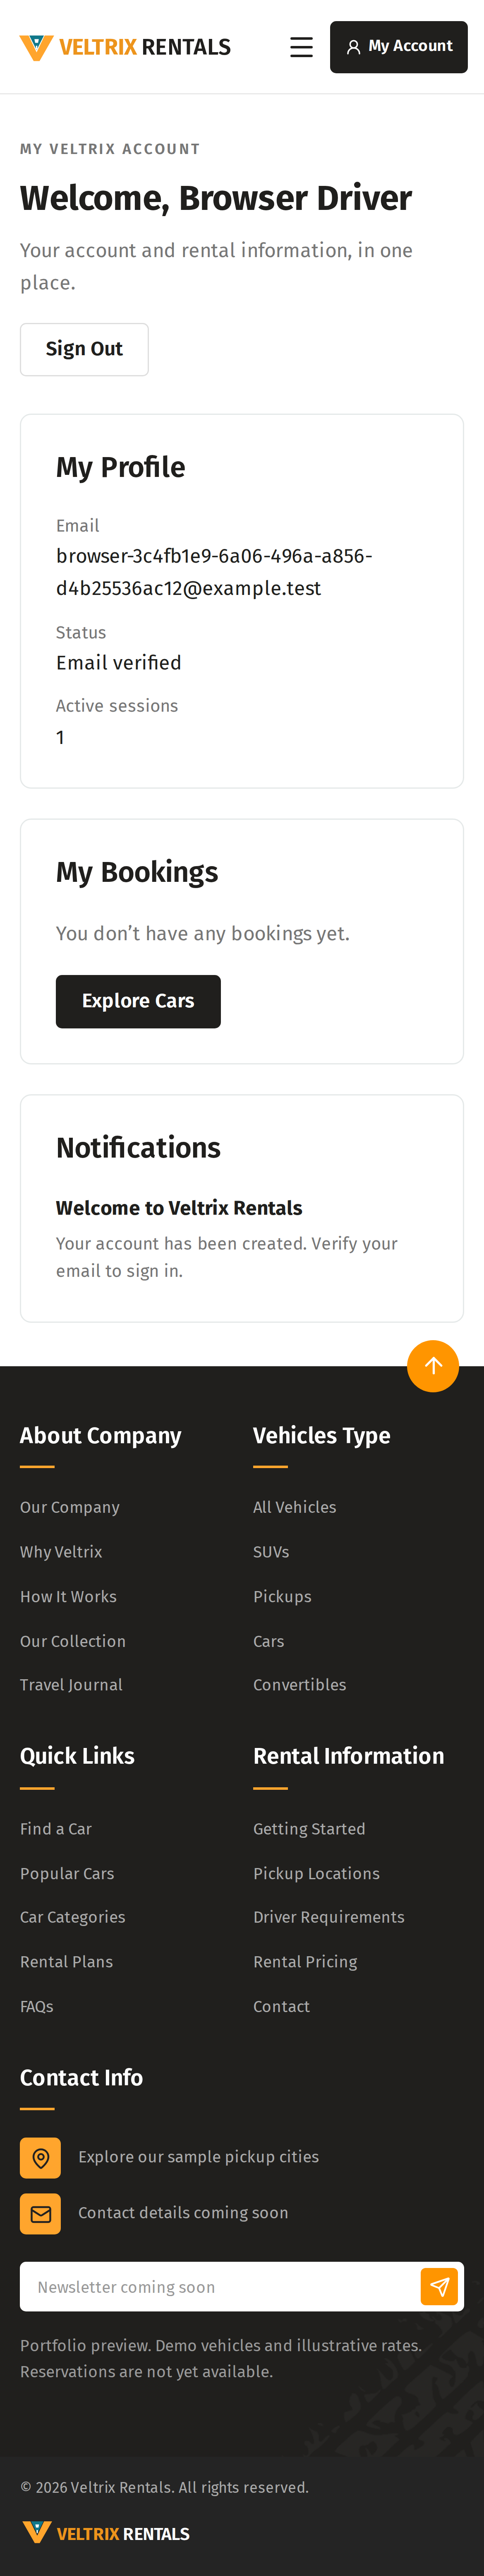 VELTRIX RENTALS
My Account
MY VELTRIX ACCOUNT
Welcome, Browser Driver
Your account and rental information, in one
place.
Sign Out
My Profile
Email
browser-3c4fb1e9-6a06-496a-a856-
d4b25536ac12@example.test
Status
Email verified
Active sessions
1
My Bookings
You don’t have any bookings yet.
Explore Cars
Notifications
Welcome to Veltrix Rentals
Your account has been created. Verify your
email to sign in.
About Company
Our Company
Why Veltrix
How It Works
Our Collection
Travel Journal
Vehicles Type
All Vehicles
SUVs
Pickups
Cars
Convertibles
Quick Links
Find a Car
Popular Cars
Car Categories
Rental Plans
FAQs
Rental Information
Getting Started
Pickup Locations
Driver Requirements
Rental Pricing
Contact
Contact Info
Explore our sample pickup cities
Contact details coming soon
Newsletter coming soon
Portfolio preview. Demo vehicles and illustrative rates.
Reservations are not yet available.
© 2026 Veltrix Rentals. All rights reserved.
VELTRIX RENTALS